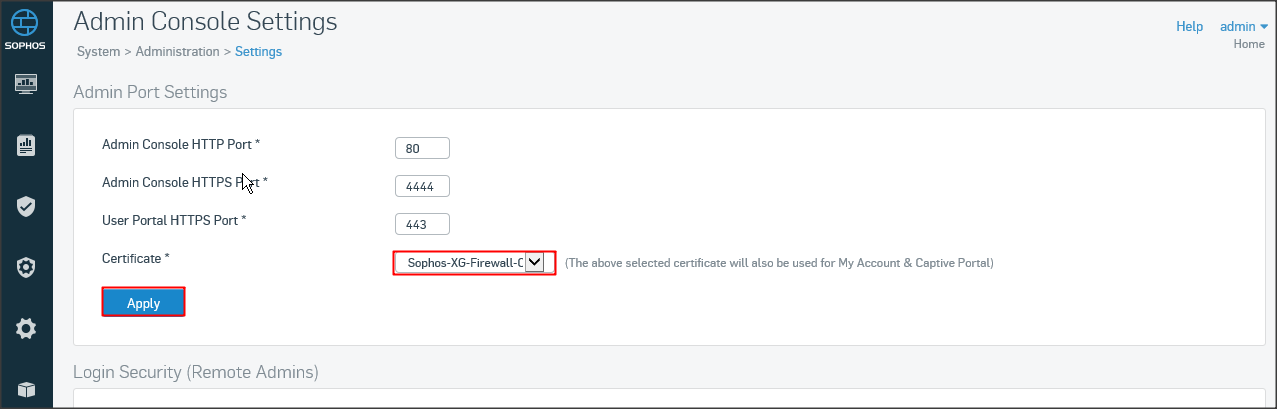 SOPHOS
Admin Console Settings
System > Administration > Settings
Help admin
Home
Admin Port Settings
Admin Console HTTP Port * 80
Admin Console HTTPS Port * 4444
User Portal HTTPS Port * 443
Certificate * Sophos-XG-Firewall-C (The above selected certificate will also be used for My Account & Captive Portal)
Apply
Login Security (Remote Admins)